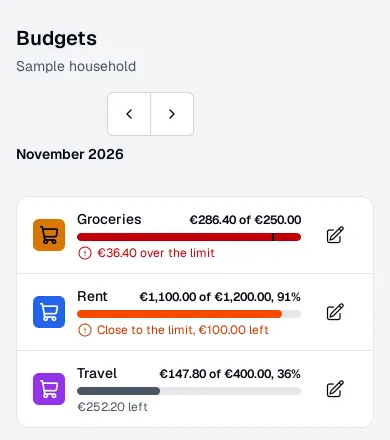 Budgets
Sample household
November 2026
Groceries €286.40 of €250.00
€36.40 over the limit
Rent €1,100.00 of €1,200.00, 91%
Close to the limit, €100.00 left
Travel €147.80 of €400.00, 36%
€252.20 left